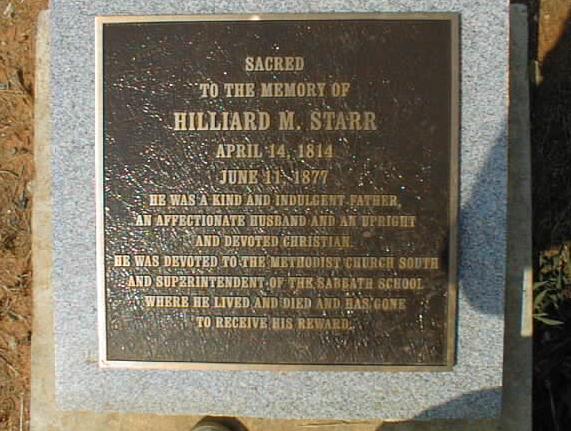 SACRED
TO THE MEMORY OF
HILLIARD M. STARR
APRIL 14, 1814
JUNE 11, 1877
HE WAS A KIND AND INDULGENT FATHER,
AN AFFECTIONATE HUSBAND AND AN UPRIGHT
AND DEVOTED CHRISTIAN.
HE WAS DEVOTED TO THE METHODIST CHURCH SOUTH
AND SUPERINTENDENT OF THE SABBATH SCHOOL
WHERE HE LIVED AND DIED AND HAS GONE
TO RECEIVE HIS REWARD.